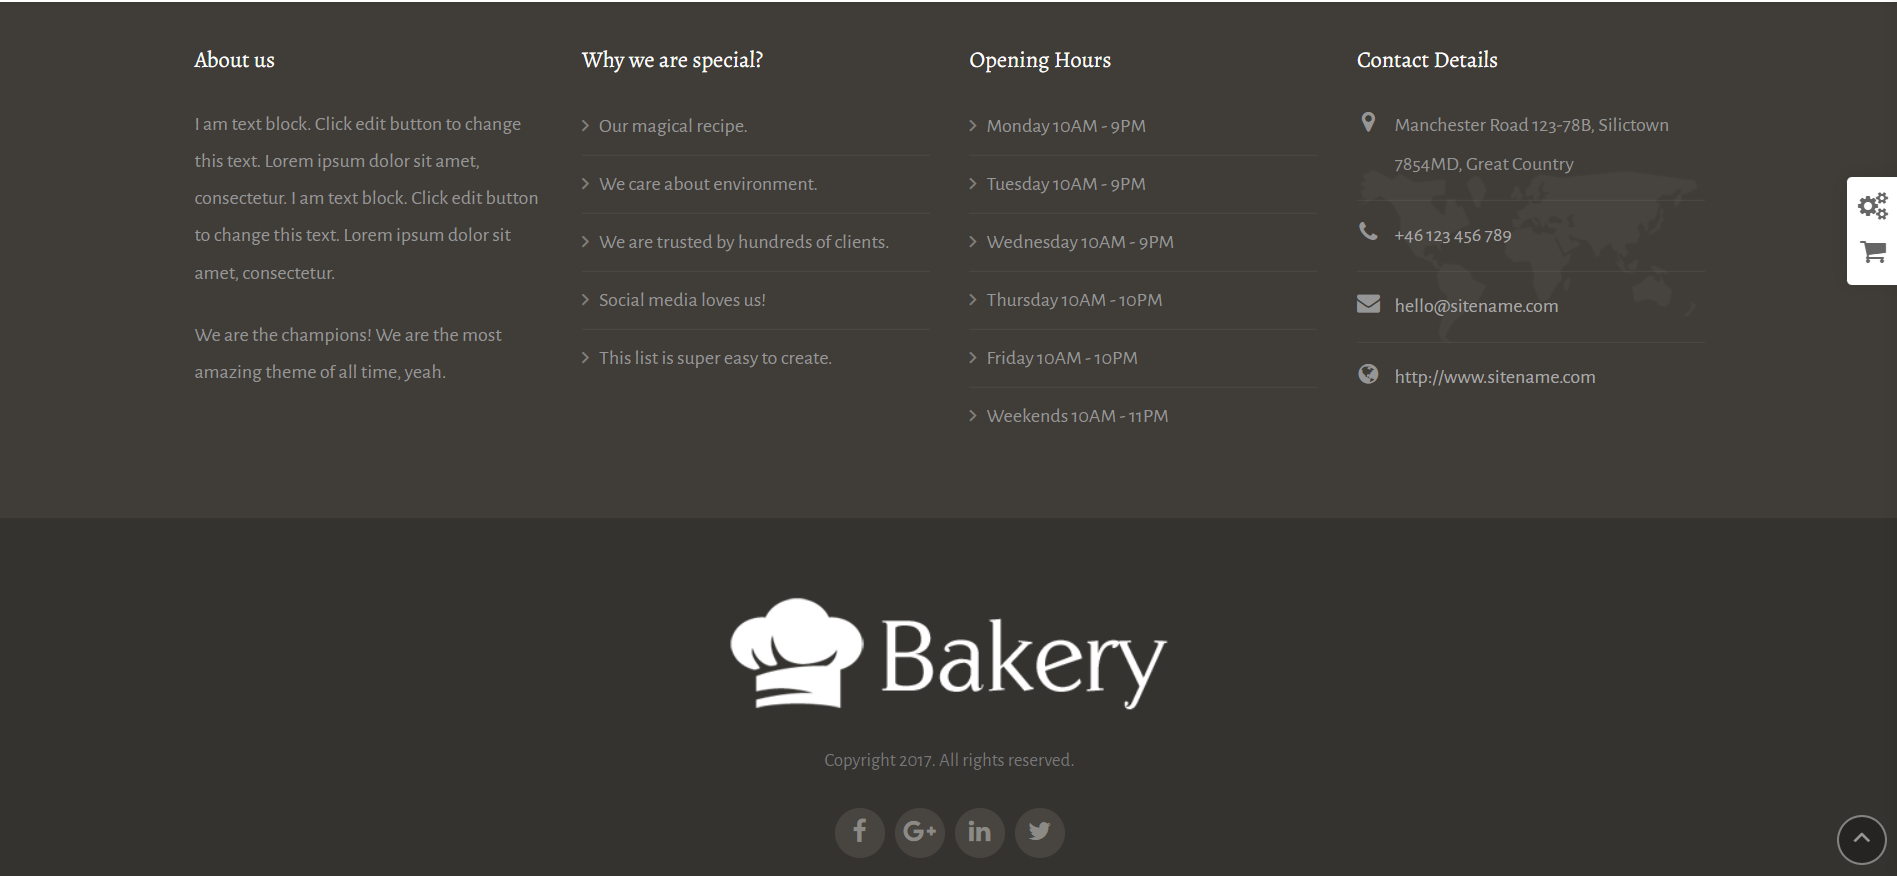 About us
I am text block. Click edit button to change
this text. Lorem ipsum dolor sit amet,
consectetur. I am text block. Click edit button
to change this text. Lorem ipsum dolor sit
amet, consectetur.
We are the champions! We are the most
amazing theme of all time, yeah.
Why we are special?
Our magical recipe.
We care about environment.
We are trusted by hundreds of clients.
Social media loves us!
This list is super easy to create.
Opening Hours
Monday 10AM - 9PM
Tuesday 10AM - 9PM
Wednesday 10AM - 9PM
Thursday 10AM - 10PM
Friday 10AM - 10PM
Weekends 10AM - 11PM
Contact Details
Manchester Road 123-78B, Silictown
7854MD, Great Country
+46 123 456 789
hello@sitename.com
http://www.sitename.com
Bakery
Copyright 2017. All rights reserved.